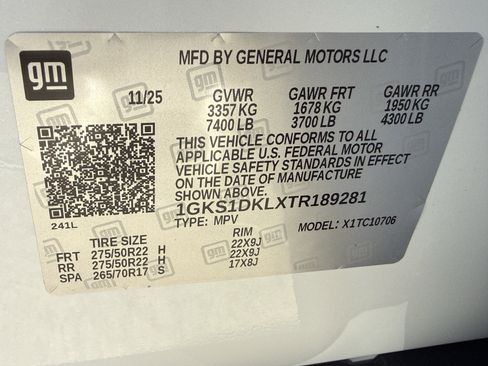 gm
MFD BY GENERAL MOTORS LLC
11/25 GVWR GAWR FRT GAWR RR
3357 KG 1678 KG 1950 KG
7400 LB 3700 LB 4300 LB
THIS VEHICLE CONFORMS TO ALL
APPLICABLE U.S. FEDERAL MOTOR
VEHICLE SAFETY STANDARDS IN EFFECT
ON THE DATE OF MANUFACTURE
SHOWN ABOVE.
1GKS1DKLXTR189281
241L TYPE: MPV MODEL: X1TC10706
TIRE SIZE RIM
FRT 275/50R22 H 22X9J
RR 275/50R22 H 22X9J
SPA 265/70R17 S 17X8J